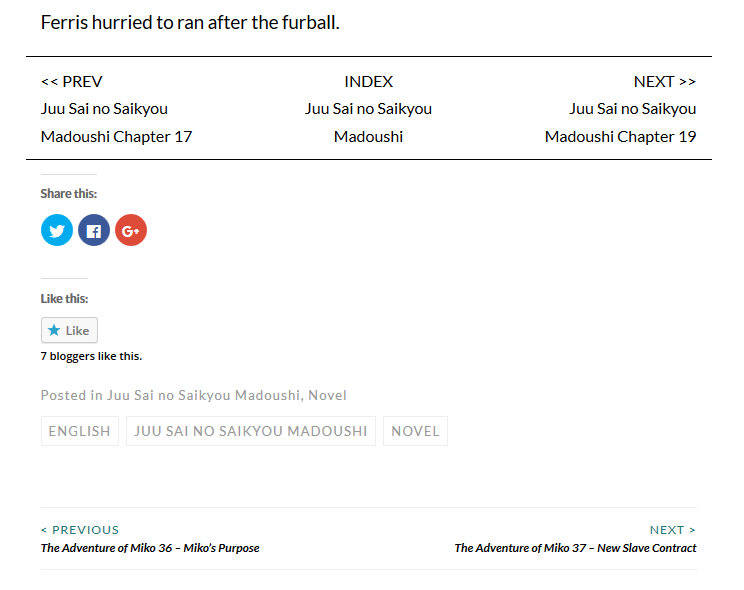 Ferris hurried to ran after the furball.
<< PREV
Juu Sai no Saikyou
Madoushi Chapter 17
INDEX
Juu Sai no Saikyou
Madoushi
NEXT >>
Juu Sai no Saikyou
Madoushi Chapter 19
Share this:
G+
Like this:
Like
7 bloggers like this.
Posted in Juu Sai no Saikyou Madoushi, Novel
ENGLISH
JUU SAI NO SAIKYOU MADOUSHI
NOVEL
< PREVIOUS
The Adventure of Miko 36 – Miko's Purpose
NEXT >
The Adventure of Miko 37 – New Slave Contract